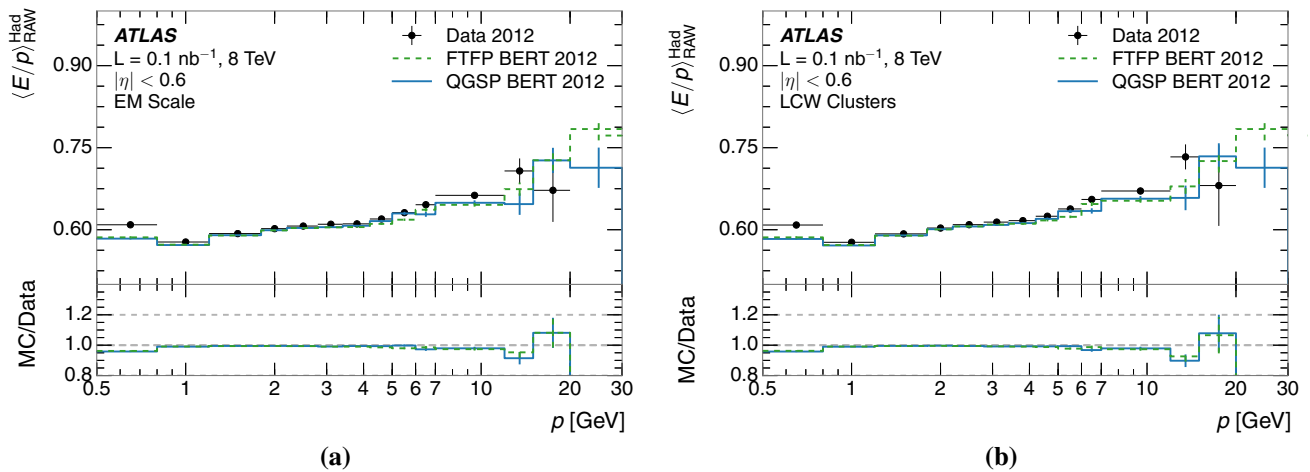 ⟨E/p⟩^Had_RAW
0.90
0.75
0.60
ATLAS
L = 0.1 nb⁻¹, 8 TeV
|η| < 0.6
EM Scale
Data 2012
FTFP BERT 2012
QGSP BERT 2012
MC/Data
1.2
1.0
0.8
0.5 1 2 3 4 5 6 7 10 20 30
p [GeV]
(a)
⟨E/p⟩^Had_RAW
0.90
0.75
0.60
ATLAS
L = 0.1 nb⁻¹, 8 TeV
|η| < 0.6
LCW Clusters
Data 2012
FTFP BERT 2012
QGSP BERT 2012
MC/Data
1.2
1.0
0.8
0.5 1 2 3 4 5 6 7 10 20 30
p [GeV]
(b)